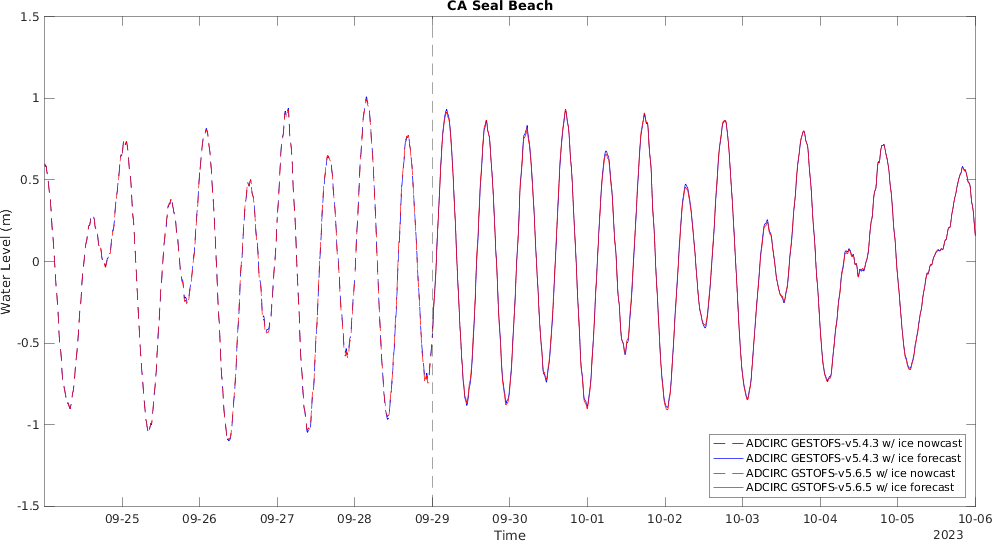 CA Seal Beach
1.5
1
0.5
0
-0.5
-1
-1.5
Water Level (m)
09-25 09-26 09-27 09-28 09-29 09-30 10-01 10-02 10-03 10-04 10-05 10-06
2023
Time
ADCIRC GESTOFS-v5.4.3 w/ ice nowcast
ADCIRC GESTOFS-v5.4.3 w/ ice forecast
ADCIRC GSTOFS-v5.6.5 w/ ice nowcast
ADCIRC GSTOFS-v5.6.5 w/ ice forecast